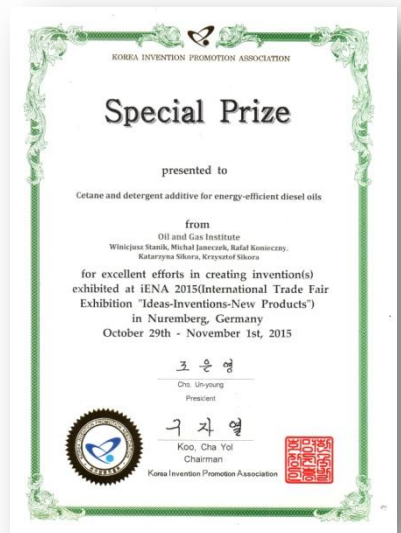 KOREA INVENTION PROMOTION ASSOCIATION
Special Prize
presented to
Cetane and detergent additive for energy-efficient diesel oils
from
Oil and Gas Institute
Winicjusz Stanik, Michał Janeczek, Rafał Konieczny,
Katarzyna Sikora, Krzysztof Sikora
for excellent efforts in creating invention(s)
exhibited at iENA 2015(International Trade Fair
Exhibition "Ideas-Inventions-New Products")
in Nuremberg, Germany
October 29th - November 1st, 2015
조은영
Cho, Un-young
President
구자열
Koo, Cha Yol
Chairman
Korea Invention Promotion Association